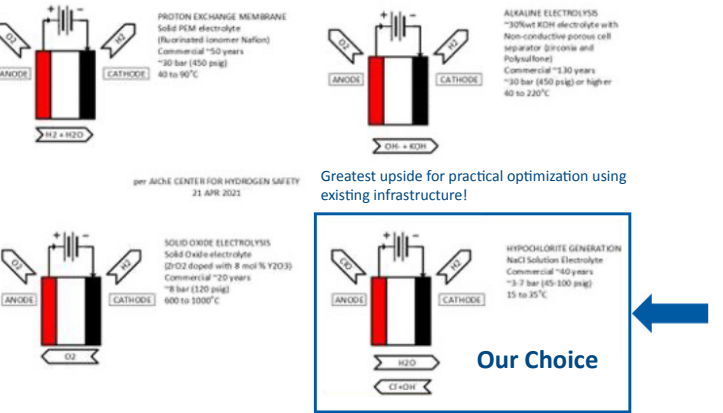 PROTON EXCHANGE MEMBRANE
Solid PEM electrolyte
(fluorinated ionomer Nafion)
Commercial ~50 years
~30 bar (450 psig)
40 to 90°C
O2
H2
ANODE
CATHODE
H2 + H2O
ALKALINE ELECTROLYSIS
~30%wt KOH electrolyte with
Non-conductive porous cell
separator (zirconia and
Polysulfone)
Commercial ~130 years
~30 bar (450 psig) or higher
40 to 220°C
O2
H2
ANODE
CATHODE
OH- + KOH
per AIChE CENTER FOR HYDROGEN SAFETY
21 APR 2021
Greatest upside for practical optimization using
existing infrastructure!
SOLID OXIDE ELECTROLYSIS
Solid Oxide electrolyte
(ZrO2 doped with 8 mol % Y2O3)
Commercial ~20 years
~8 bar (120 psig)
600 to 1000°C
O2
H2
ANODE
CATHODE
O2
HYPOCHLORITE GENERATION
NaCl Solution Electrolyte
Commercial ~40 years
~3-7 bar (45-100 psig)
15 to 35°C
ClO
H2
ANODE
CATHODE
H2O
Cl-+OH-
Our Choice